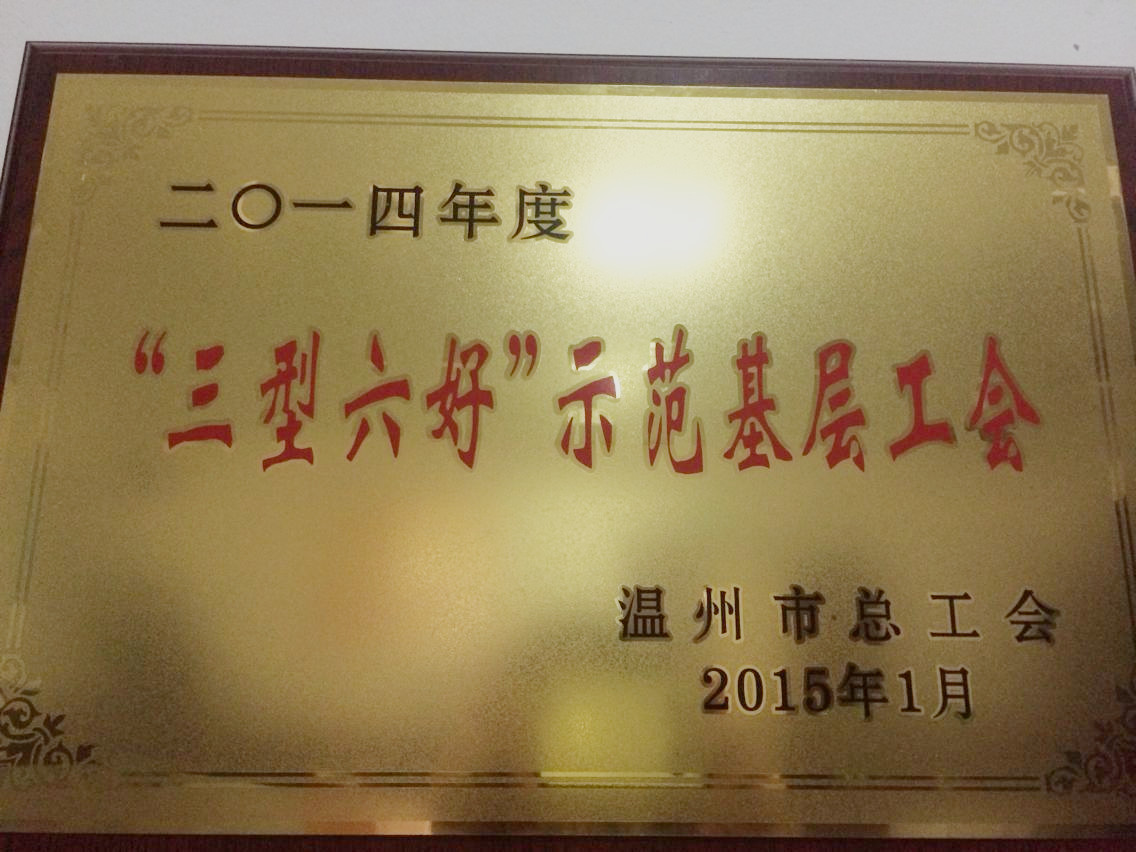 二〇一四年度
“三型六好”示范基层工会
温州市总工会
2015年1月